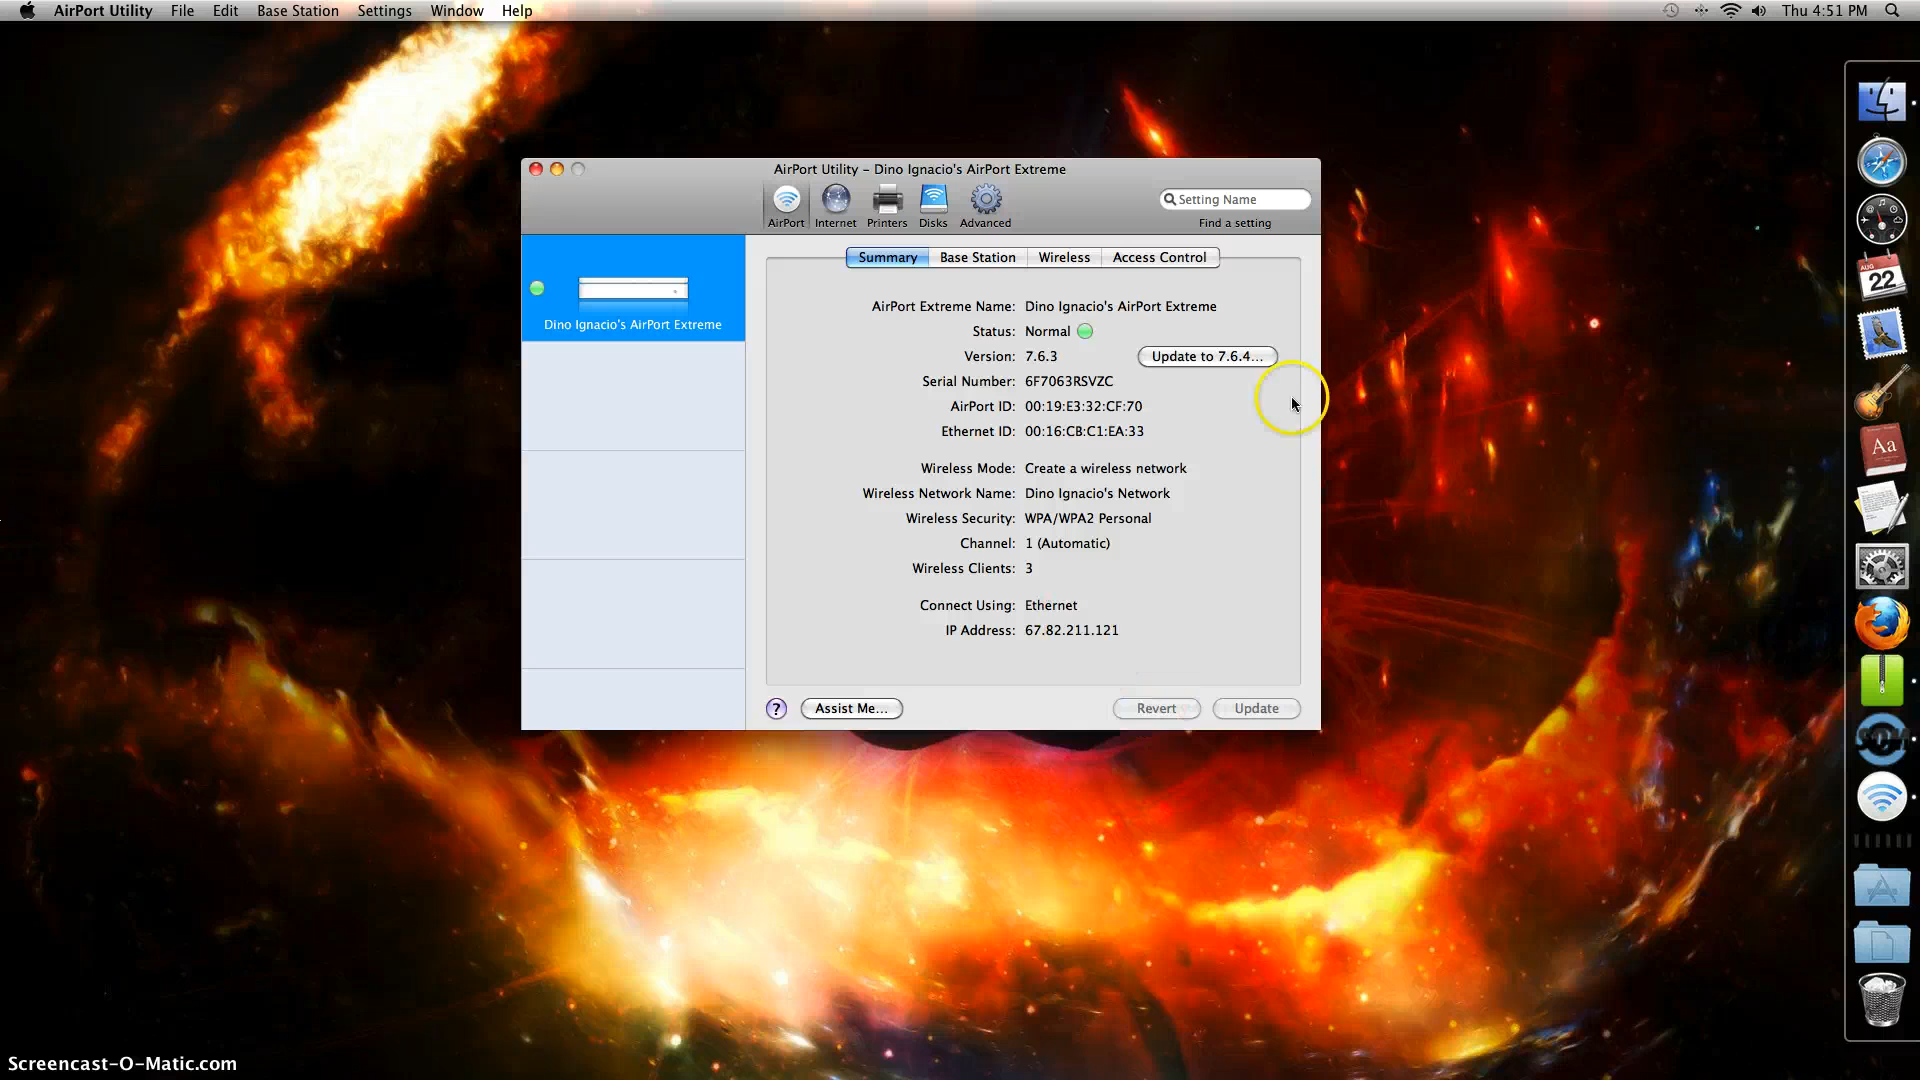 AirPort Utility File Edit Base Station Settings Window Help Thu 4:51 PM
AirPort Utility – Dino Ignacio's AirPort Extreme
AirPort Internet Printers Disks Advanced
Setting Name
Find a setting
Dino Ignacio's AirPort Extreme
Summary Base Station Wireless Access Control
AirPort Extreme Name: Dino Ignacio's AirPort Extreme
Status: Normal
Version: 7.6.3 Update to 7.6.4...
Serial Number: 6F7063RSVZC
AirPort ID: 00:19:E3:32:CF:70
Ethernet ID: 00:16:CB:C1:EA:33
Wireless Mode: Create a wireless network
Wireless Network Name: Dino Ignacio's Network
Wireless Security: WPA/WPA2 Personal
Channel: 1 (Automatic)
Wireless Clients: 3
Connect Using: Ethernet
IP Address: 67.82.211.121
? Assist Me... Revert Update
AUG
22
Aa
Screencast-O-Matic.com